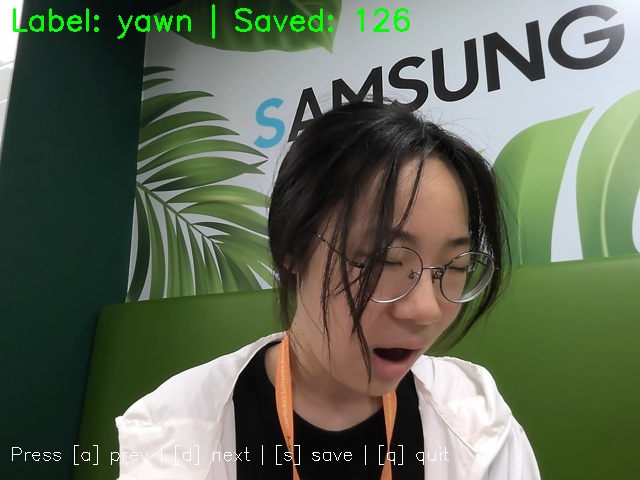 Label: yawn | Saved: 126
SAMSUNG
Press [a] prev | [d] next | [s] save | [q] quit